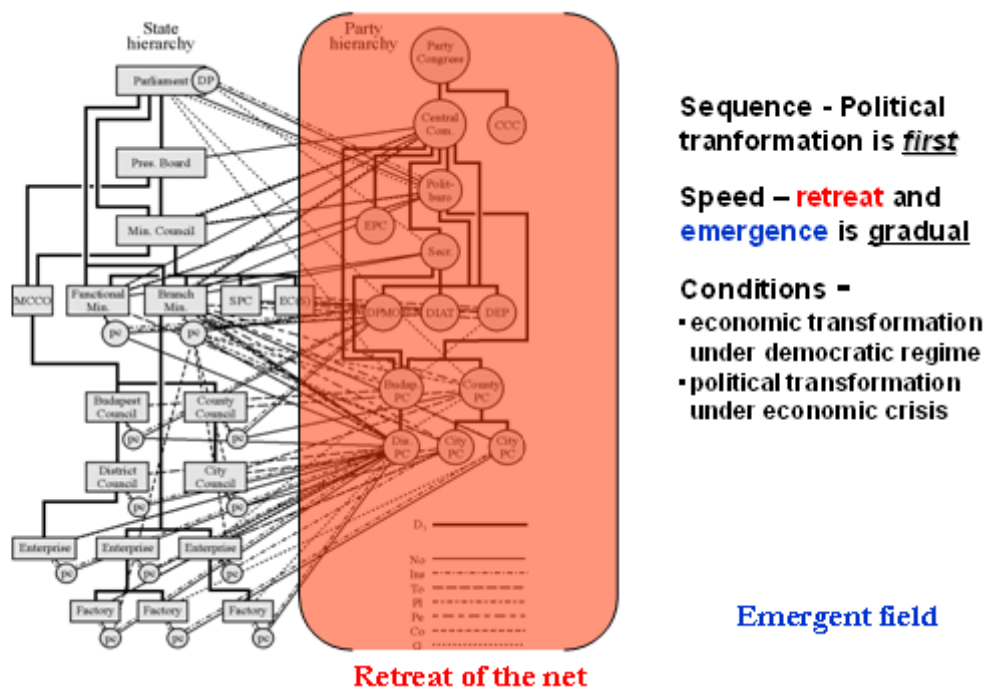 State
hierarchy
Party
hierarchy
Parliament
DP
Party
Congress
Central
Com.
CCC
Pres. Board
Polit-
buro
EPC
Min. Council
Secr.
MCCO
Functional
Min.
Branch
Min.
SPC
EC(S)
DPMO
DIAT
DEP
pc
pc
Budapest
Council
County
Council
Budap.
PC
County
PC
pc
pc
Dis.
PC
City
PC
City
PC
District
Council
City
Council
pc
pc
Enterprise
Enterprise
Enterprise
pc
pc
pc
Factory
Factory
Factory
pc
pc
pc
D₁
No
Ins
To
Pl
Pe
Co
Sequence - Political
tranformation is first
Speed – retreat and
emergence is gradual
Conditions –
▪economic transformation
under democratic regime
▪political transformation
under economic crisis
Emergent field
Retreat of the net